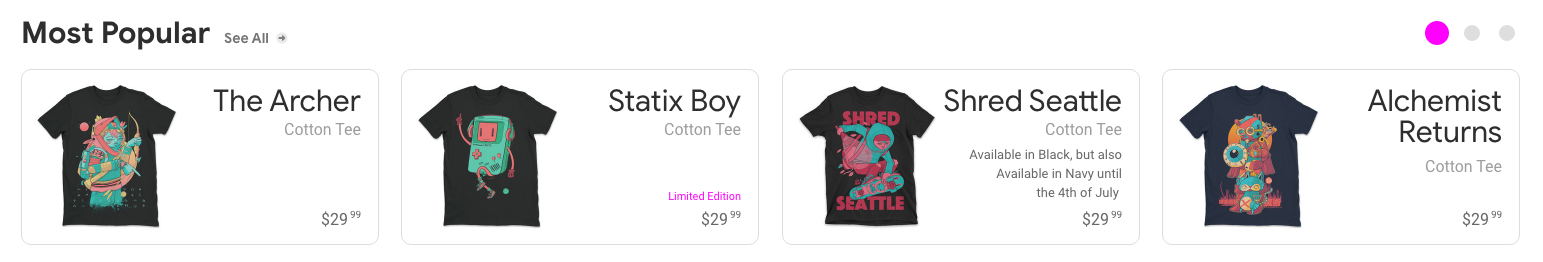 Most Popular See All
The Archer
Cotton Tee
$29 99
Statix Boy
Cotton Tee
Limited Edition
$29 99
SHRED
SEATTLE
Shred Seattle
Cotton Tee
Available in Black, but also
Available in Navy until
the 4th of July
$29 99
Alchemist
Returns
Cotton Tee
$29 99